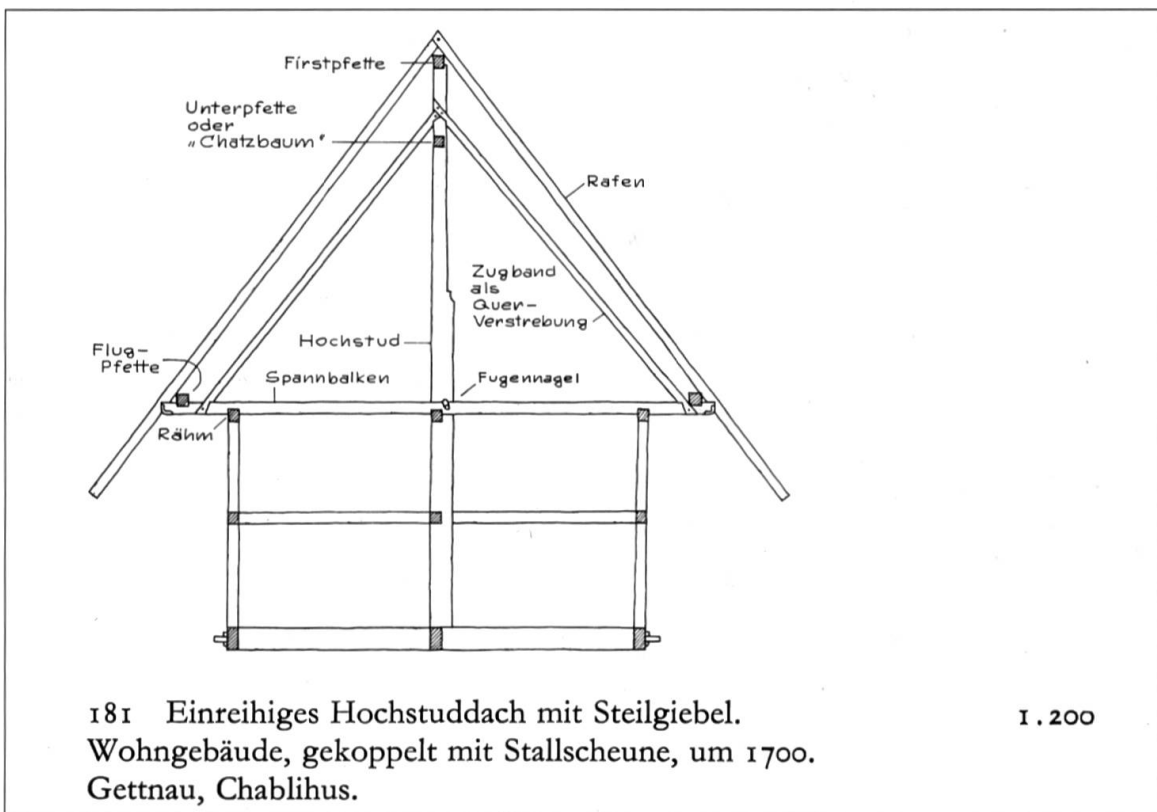 Firstpfette
Unterpfette
oder
„Chatzbaum"
Rafen
Zugband
als
Quer-
Verstrebung
Hochstud
Flug-
Pfette
Spannbalken
Fugennagel
Rähm
181 Einreihiges Hochstuddach mit Steilgiebel. 1.200
Wohngebäude, gekoppelt mit Stallscheune, um 1700.
Gettnau, Chablihus.